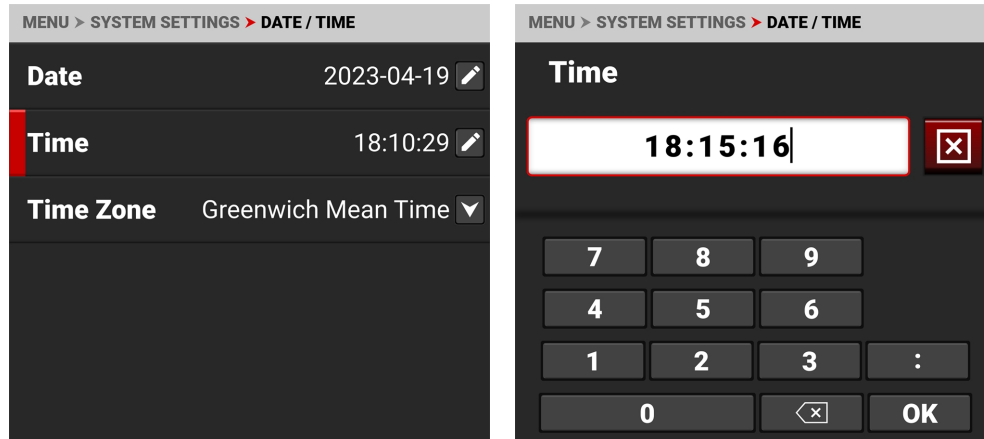 MENU > SYSTEM SETTINGS > DATE / TIME
Date 2023-04-19
Time 18:10:29
Time Zone Greenwich Mean Time
MENU > SYSTEM SETTINGS > DATE / TIME
Time
18:15:16
7 8 9
4 5 6
1 2 3 :
0 OK